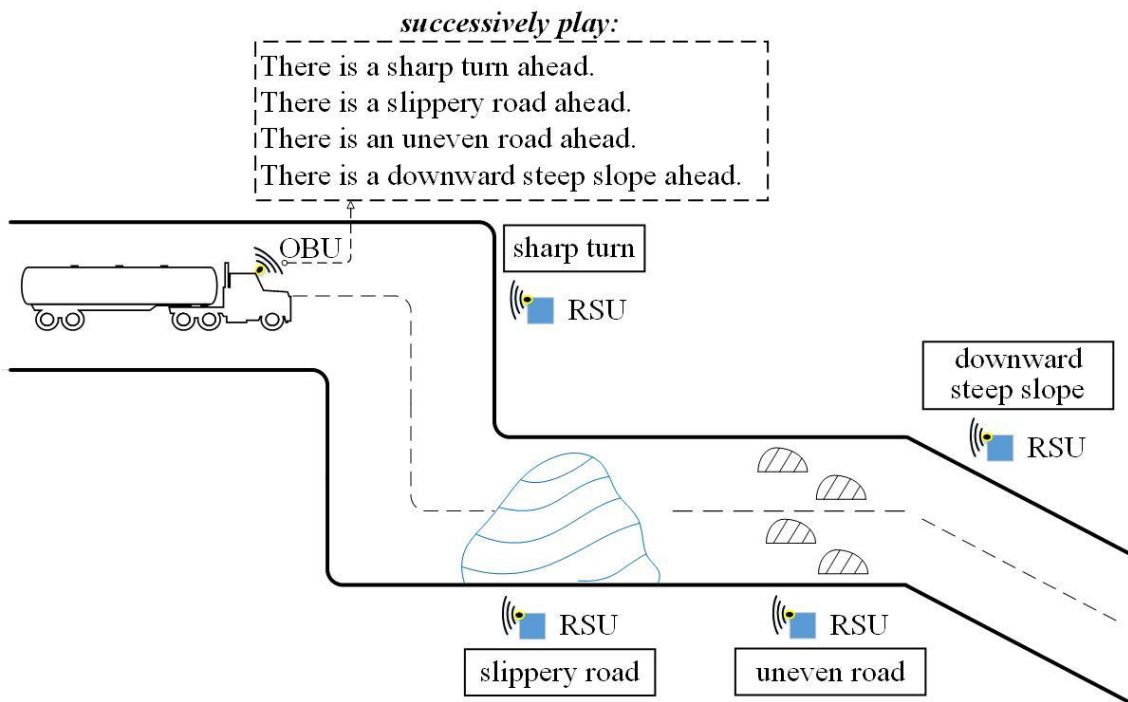 successively play:
There is a sharp turn ahead.
There is a slippery road ahead.
There is an uneven road ahead.
There is a downward steep slope ahead.
OBU
sharp turn
RSU
downward
steep slope
RSU
RSU
slippery road
RSU
uneven road